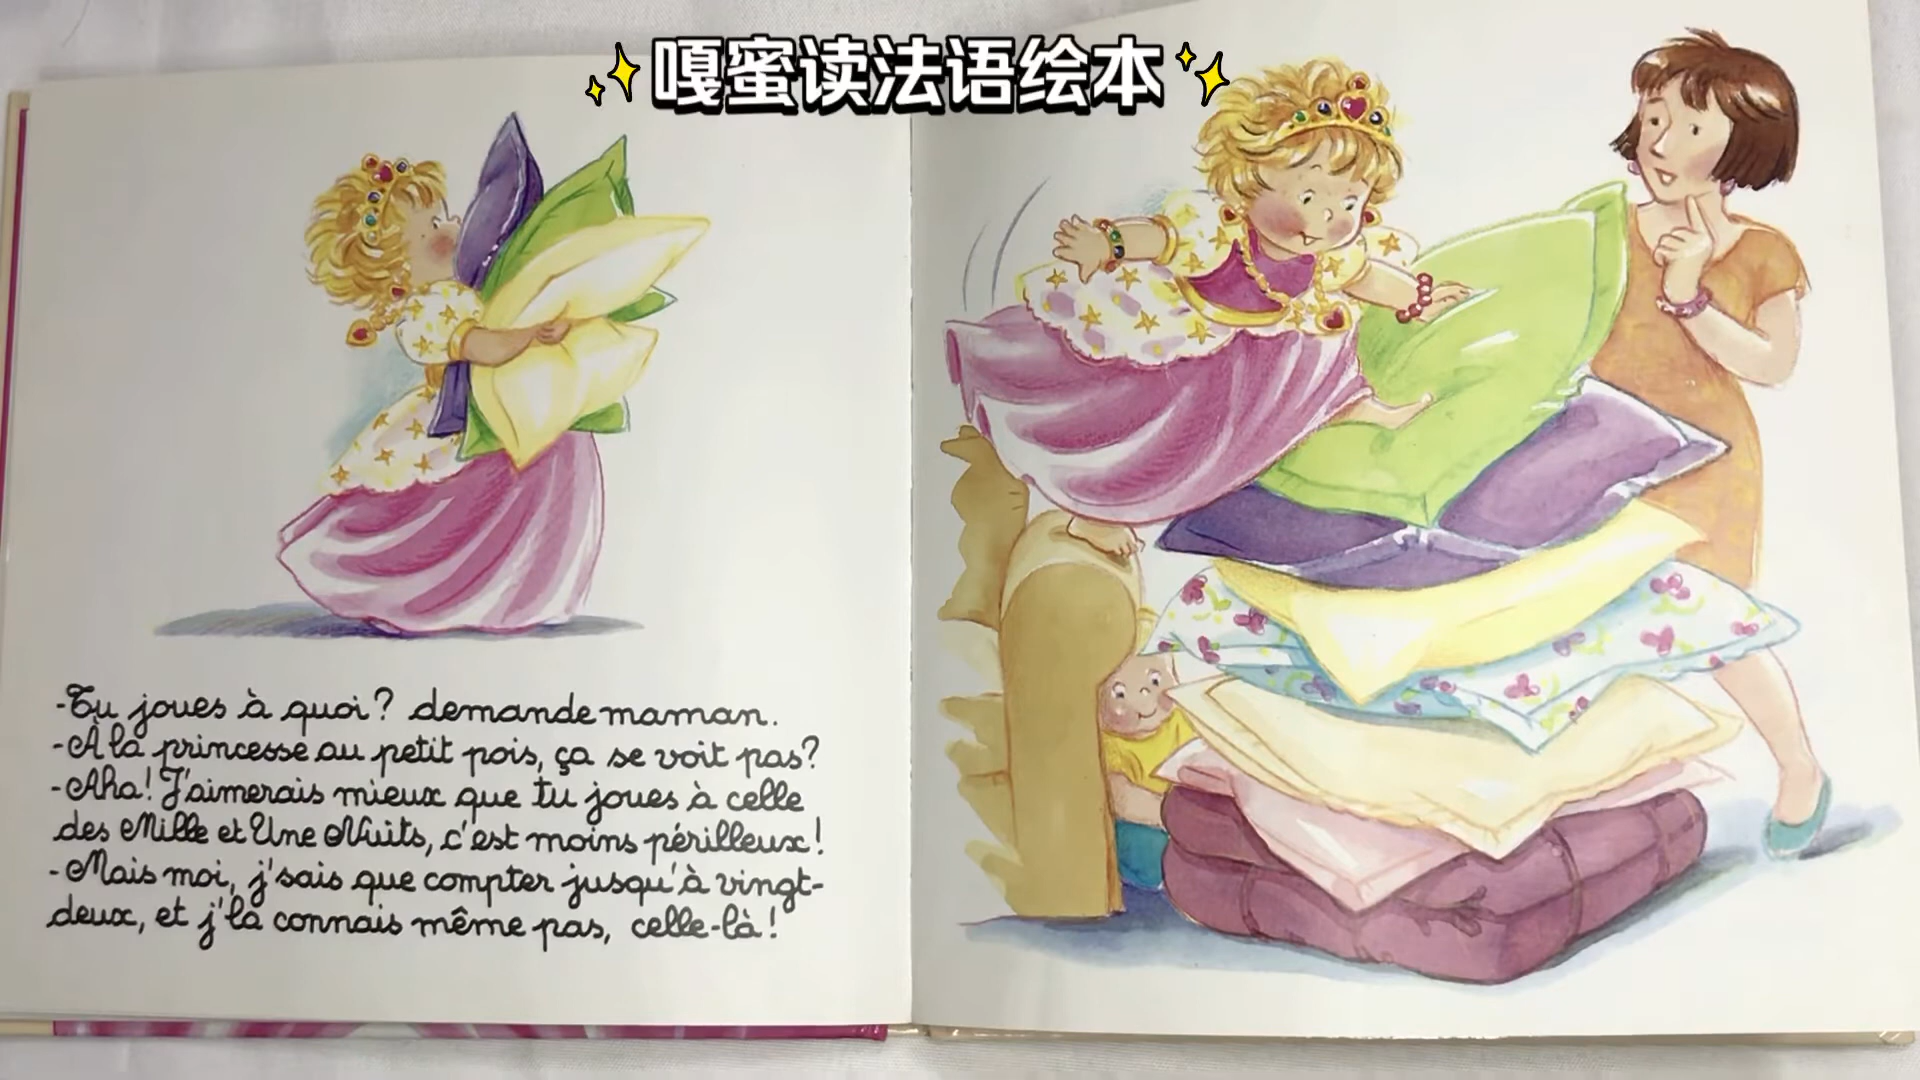 嘎蜜读法语绘本
-Tu joues à quoi? demande maman.
-À la princesse au petit pois, ça se voit pas?
-Aha! J'aimerais mieux que tu joues à celle
des Mille et Une Nuits, c'est moins périlleux!
-Mais moi, j'sais que compter jusqu'à vingt-
deux, et j'la connais même pas, celle-là!